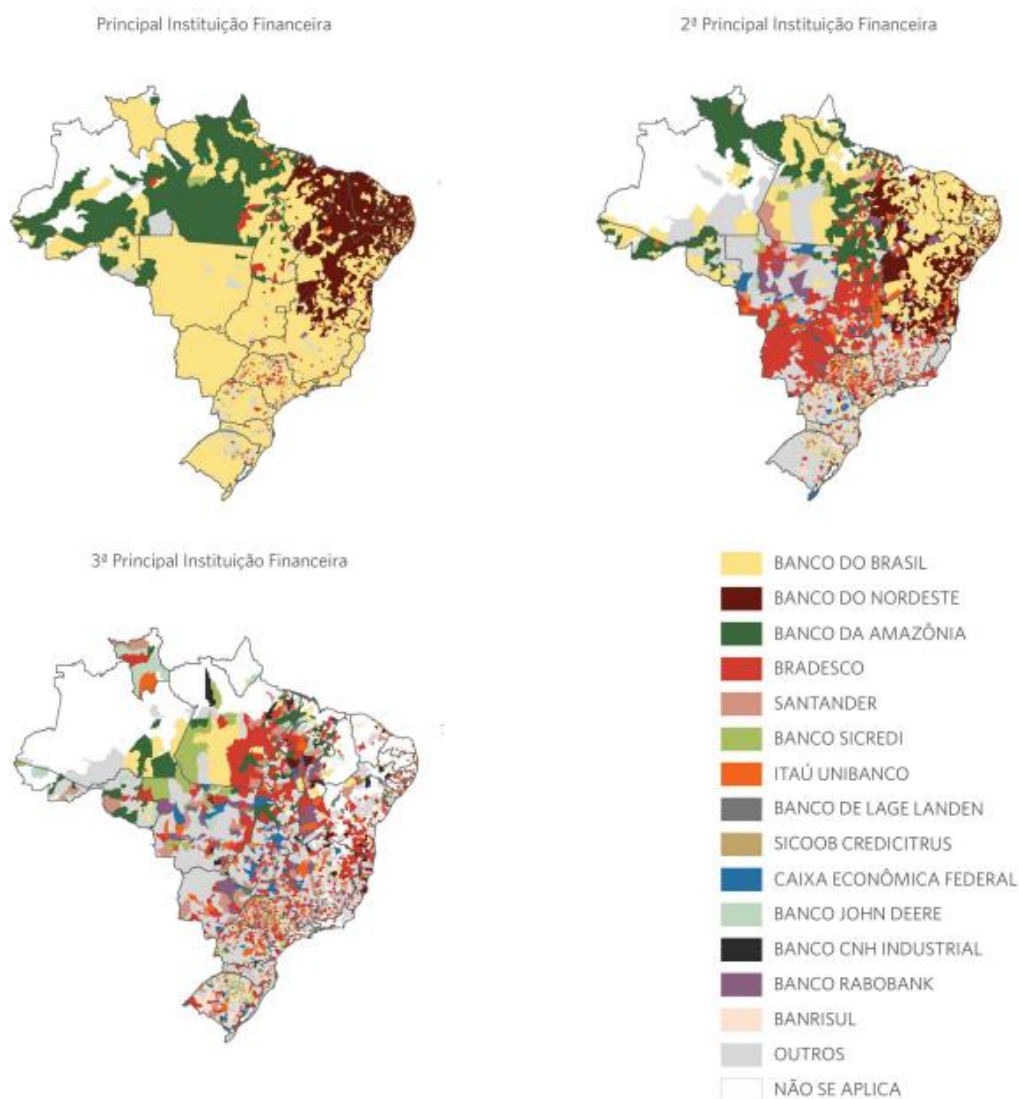 Principal Instituição Financeira
2ª Principal Instituição Financeira
3ª Principal Instituição Financeira
BANCO DO BRASIL
BANCO DO NORDESTE
BANCO DA AMAZÔNIA
BRADESCO
SANTANDER
BANCO SICREDI
ITAÚ UNIBANCO
BANCO DE LAGE LANDEN
SICOOB CREDICITRUS
CAIXA ECONÔMICA FEDERAL
BANCO JOHN DEERE
BANCO CNH INDUSTRIAL
BANCO RABOBANK
BANRISUL
OUTROS
NÃO SE APLICA